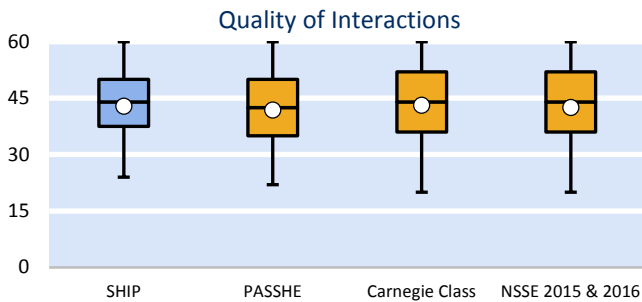 Quality of Interactions
60
45
30
15
0
SHIP PASSHE Carnegie Class NSSE 2015 & 2016